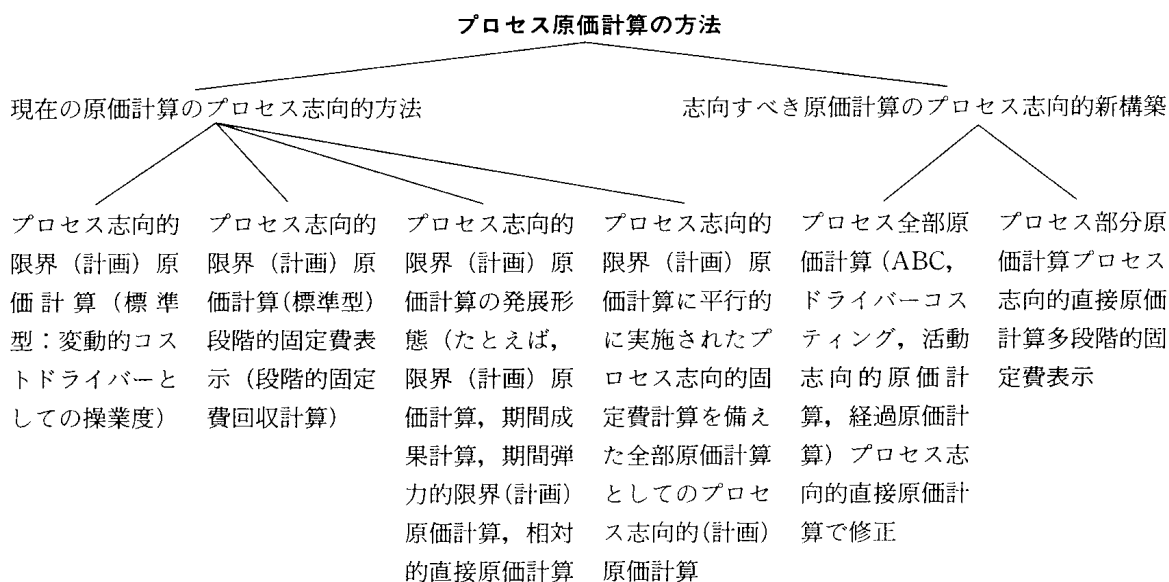 プロセス原価計算の方法
現在の原価計算のプロセス志向的方法
志向すべき原価計算のプロセス志向的新構築
プロセス志向的
限界（計画）原
価計算（標準
型：変動的コス
トドライバーと
しての操業度）
プロセス志向的
限界（計画）原
価計算(標準型)
段階的固定費表
示（段階的固定
費回収計算）
プロセス志向的
限界（計画）原
価計算の発展形
態（たとえば，
限界（計画）原
価計算，期間成
果計算，期間弾
力的限界(計画)
原価計算，相対
的直接原価計算
プロセス志向的
限界（計画）原
価計算に平行的
に実施されたプ
ロセス志向的固
定費計算を備え
た全部原価計算
としてのプロセ
ス志向的(計画)
原価計算
プロセス全部原
価計算（ABC，
ドライバーコス
ティング，活動
志向的原価計
算，経過原価計
算）プロセス志
向的直接原価計
算で修正
プロセス部分原
価計算プロセス
志向的直接原価
計算多段階的固
定費表示